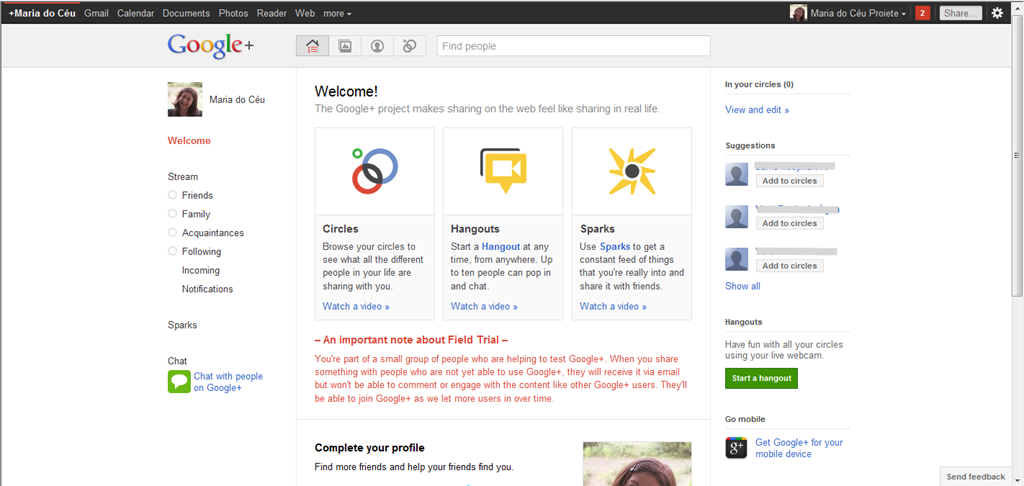 +Maria do Céu Gmail Calendar Documents Photos Reader Web more
Maria do Céu Proiete 2 Share...
Google+
Find people
Maria do Céu
Welcome
Stream
Friends
Family
Acquaintances
Following
Incoming
Notifications
Sparks
Chat
Chat with people
on Google+
Welcome!
The Google+ project makes sharing on the web feel like sharing in real life.
Circles
Browse your circles to
see what all the different
people in your life are
sharing with you.
Watch a video »
Hangouts
Start a Hangout at any
time, from anywhere. Up
to ten people can pop in
and chat.
Watch a video »
Sparks
Use Sparks to get a
constant feed of things
that you're really into and
share it with friends.
Watch a video »
– An important note about Field Trial –
You're part of a small group of people who are helping to test Google+. When you share
something with people who are not yet able to use Google+, they will receive it via email
but won't be able to comment or engage with the content like other Google+ users. They'll
be able to join Google+ as we let more users in over time.
Complete your profile
Find more friends and help your friends find you.
In your circles (0)
View and edit »
Suggestions
Add to circles
Add to circles
Add to circles
Show all
Hangouts
Have fun with all your circles
using your live webcam.
Start a hangout
Go mobile
g+
Get Google+ for your
mobile device
Send feedback